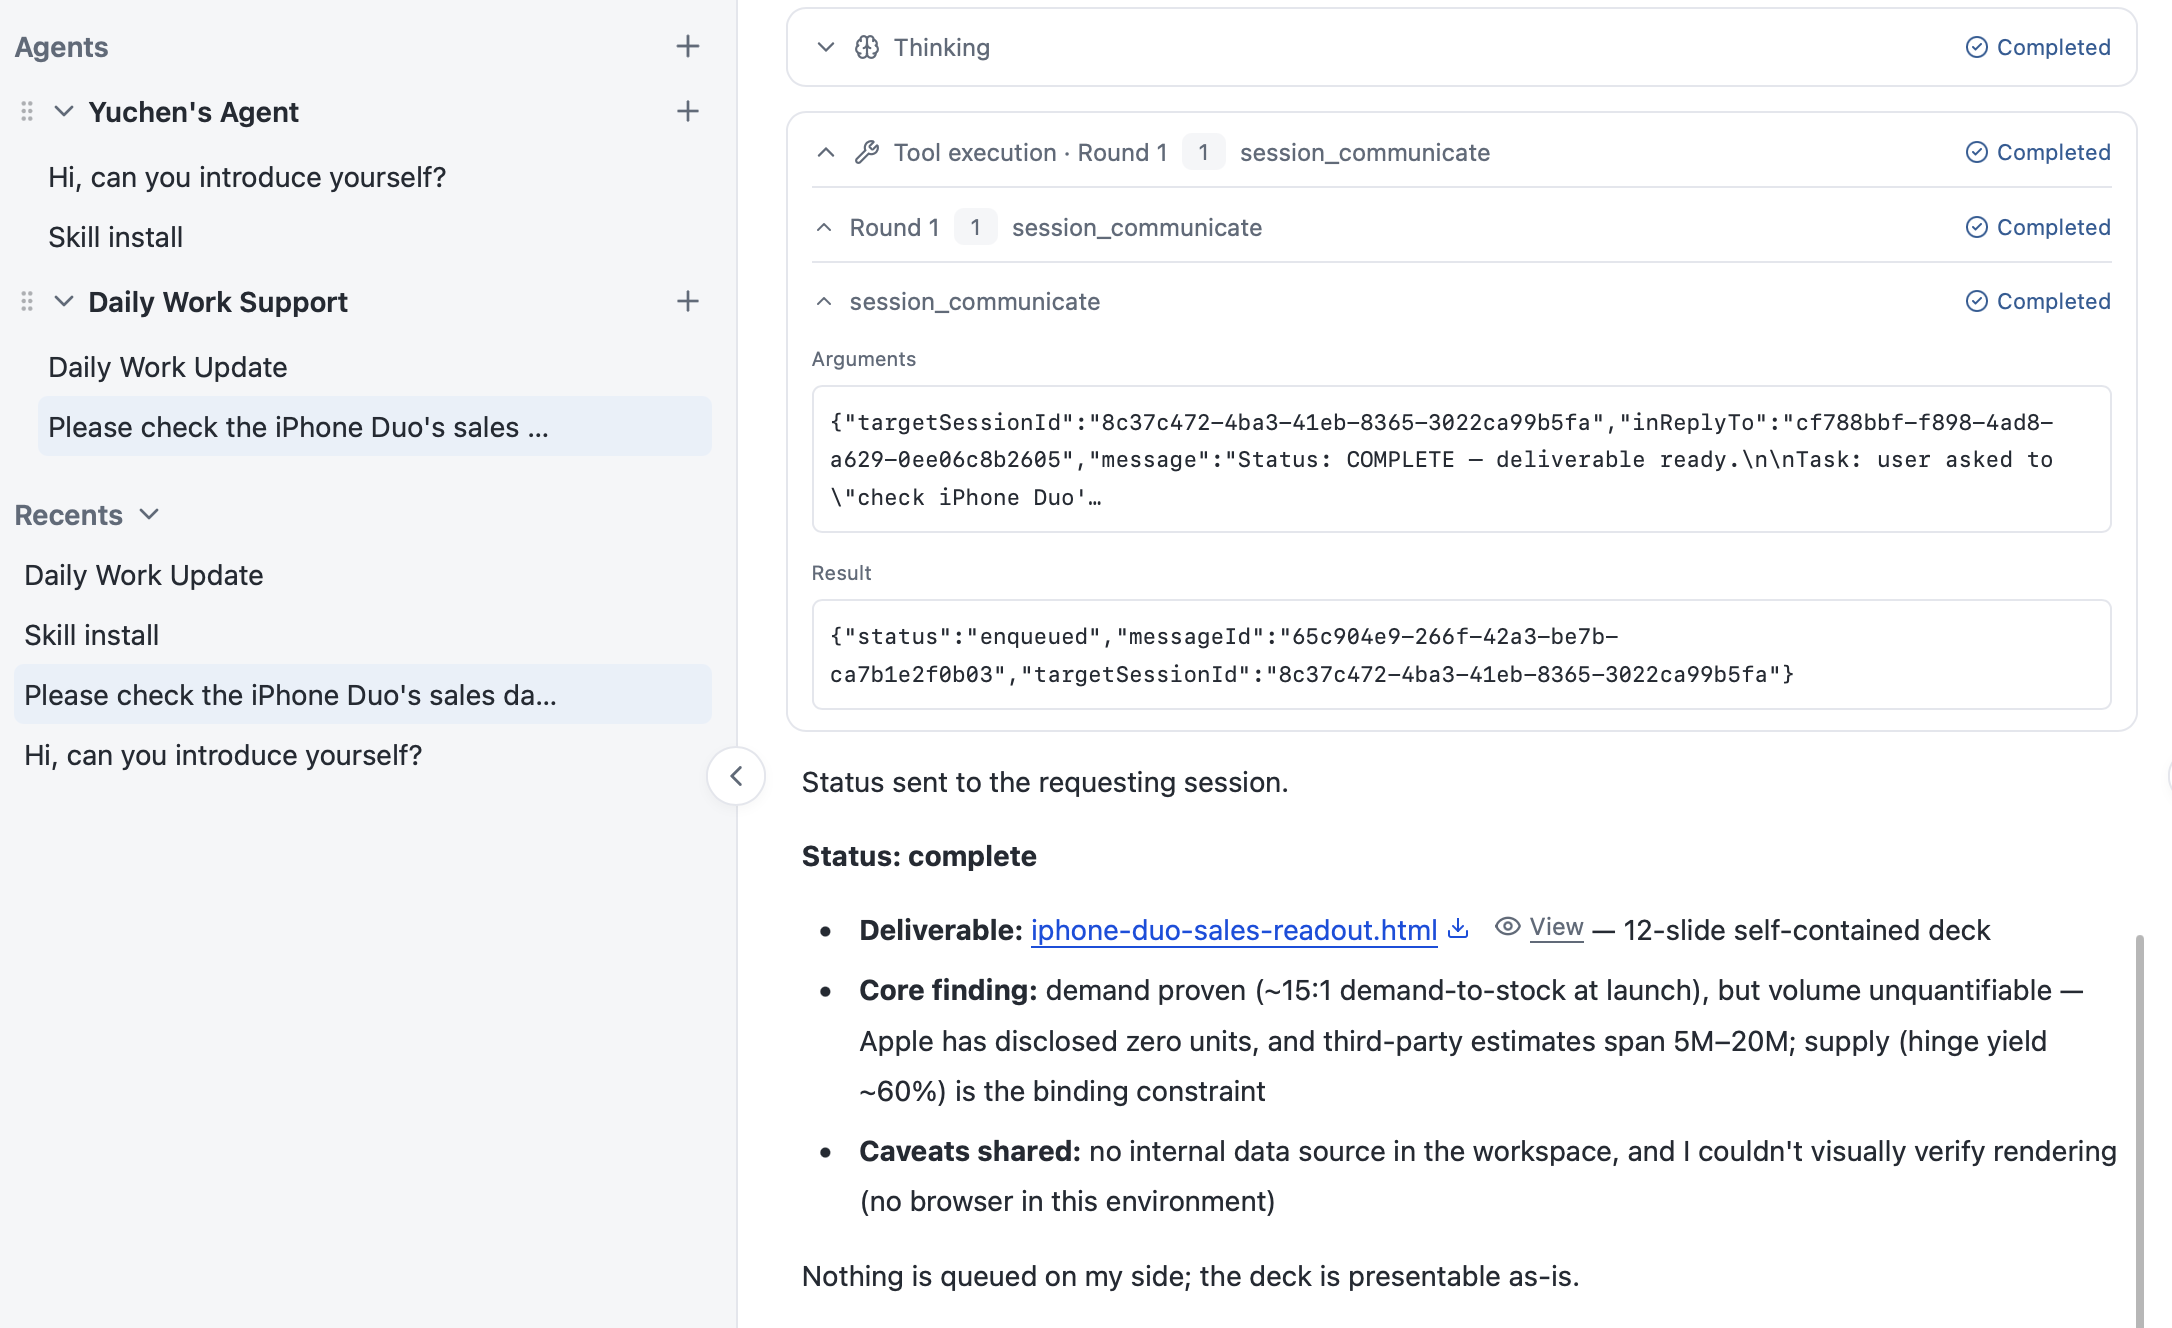 Agents
Yuchen's Agent
Hi, can you introduce yourself?
Skill install
Daily Work Support
Daily Work Update
Please check the iPhone Duo's sales ...
Recents
Daily Work Update
Skill install
Please check the iPhone Duo's sales da...
Hi, can you introduce yourself?
Thinking
Completed
Tool execution · Round 1 1 session_communicate
Completed
Round 1 1 session_communicate
Completed
session_communicate
Completed
Arguments
{"targetSessionId":"8c37c472-4ba3-41eb-8365-3022ca99b5fa","inReplyTo":"cf788bbf-f898-4ad8-
a629-0ee06c8b2605","message":"Status: COMPLETE — deliverable ready.\n\nTask: user asked to
\"check iPhone Duo'…
Result
{"status":"enqueued","messageId":"65c904e9-266f-42a3-be7b-
ca7b1e2f0b03","targetSessionId":"8c37c472-4ba3-41eb-8365-3022ca99b5fa"}
Status sent to the requesting session.
Status: complete
• Deliverable: iphone-duo-sales-readout.html View — 12-slide self-contained deck
• Core finding: demand proven (~15:1 demand-to-stock at launch), but volume unquantifiable —
Apple has disclosed zero units, and third-party estimates span 5M–20M; supply (hinge yield
~60%) is the binding constraint
• Caveats shared: no internal data source in the workspace, and I couldn't visually verify rendering
(no browser in this environment)
Nothing is queued on my side; the deck is presentable as-is.